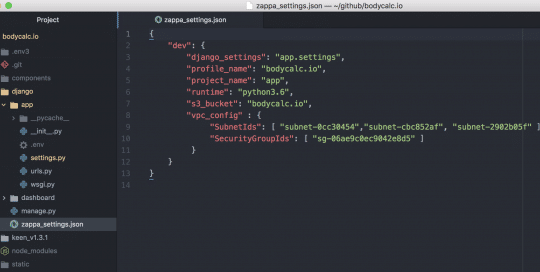 zappa_settings.json — ~/github/bodycalc.io
Project
zappa_settings.json
bodycalc.io
.env3
.git
components
django
app
__pycache__
__init__.py
.env
settings.py
urls.py
wsgi.py
dashboard
manage.py
zappa_settings.json
keen_v1.3.1
node_modules
static
1 {
2 "dev": {
3 "django_settings": "app.settings",
4 "profile_name": "bodycalc.io",
5 "project_name": "app",
6 "runtime": "python3.6",
7 "s3_bucket": "bodycalc.io",
8 "vpc_config" : {
9 "SubnetIds": [ "subnet-0cc30454","subnet-cbc852af", "subnet-2902b05f" ]
10 "SecurityGroupIds": [ "sg-06ae9c0ec9042e8d5" ]
11 }
12 }
13 }
14